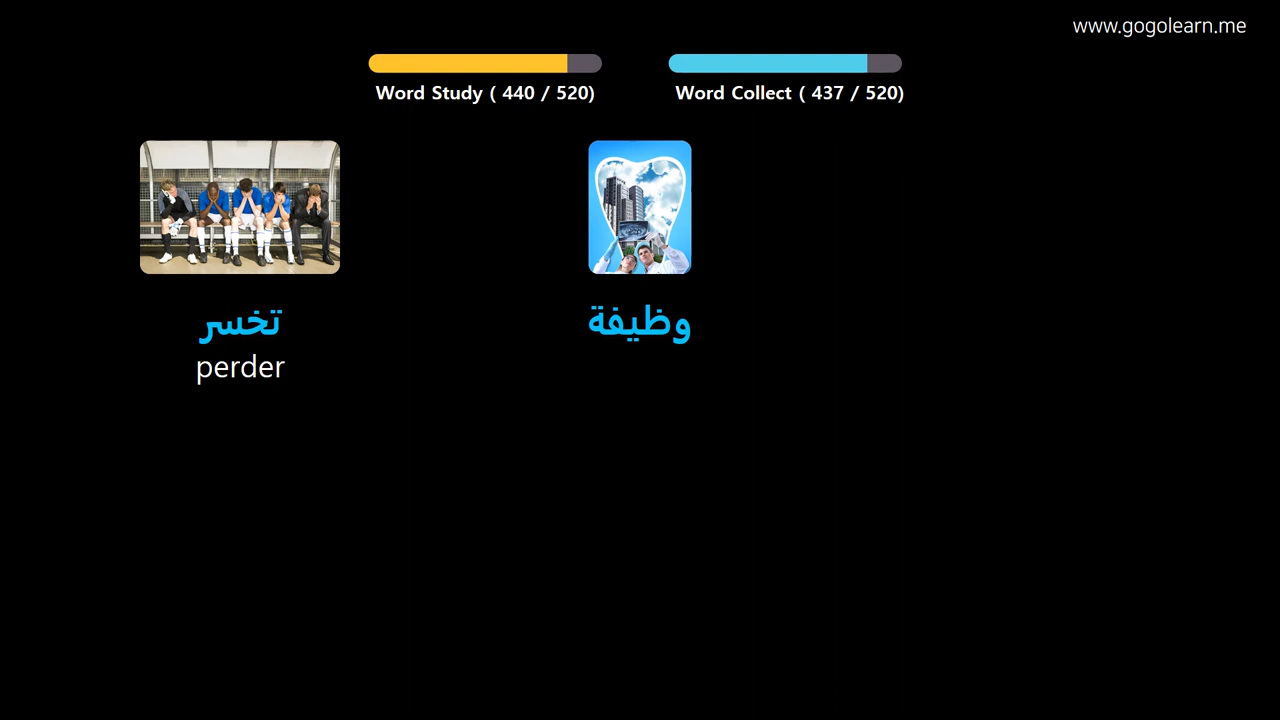 www.gogolearn.me
Word Study ( 440 / 520)
Word Collect ( 437 / 520)
تخسر
وظيفة
perder